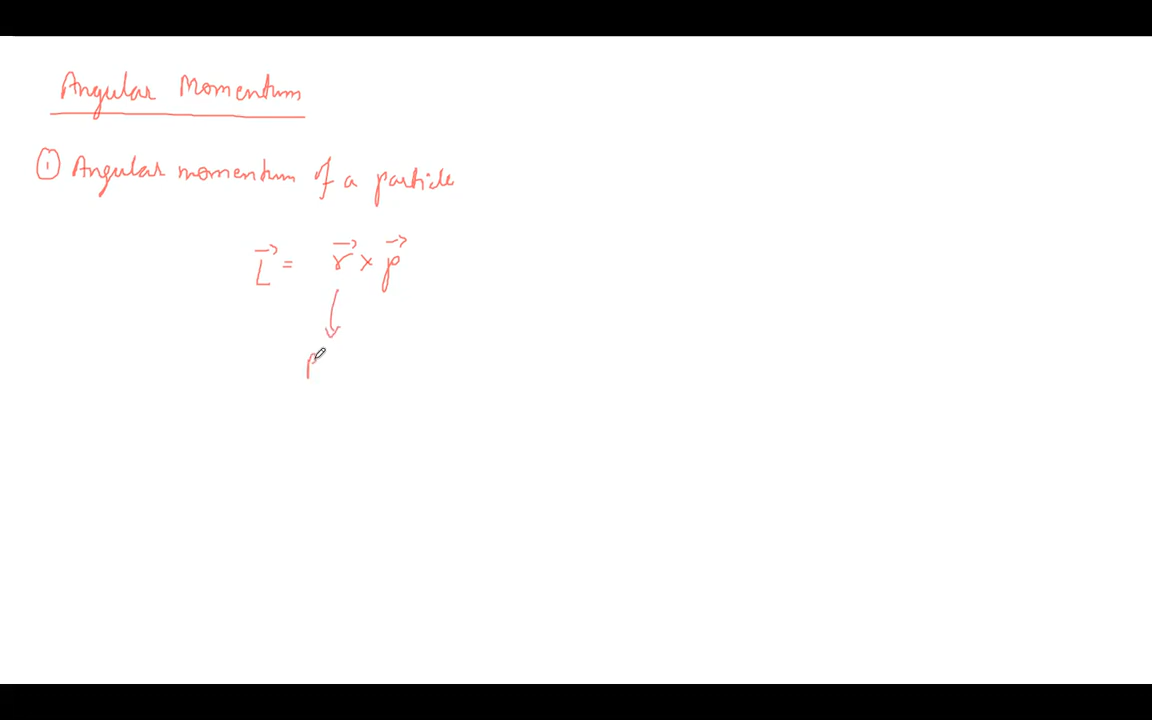 Angular Momentum
① Angular momentum of a particle
L⃗ = r⃗ × p⃗
↓
p